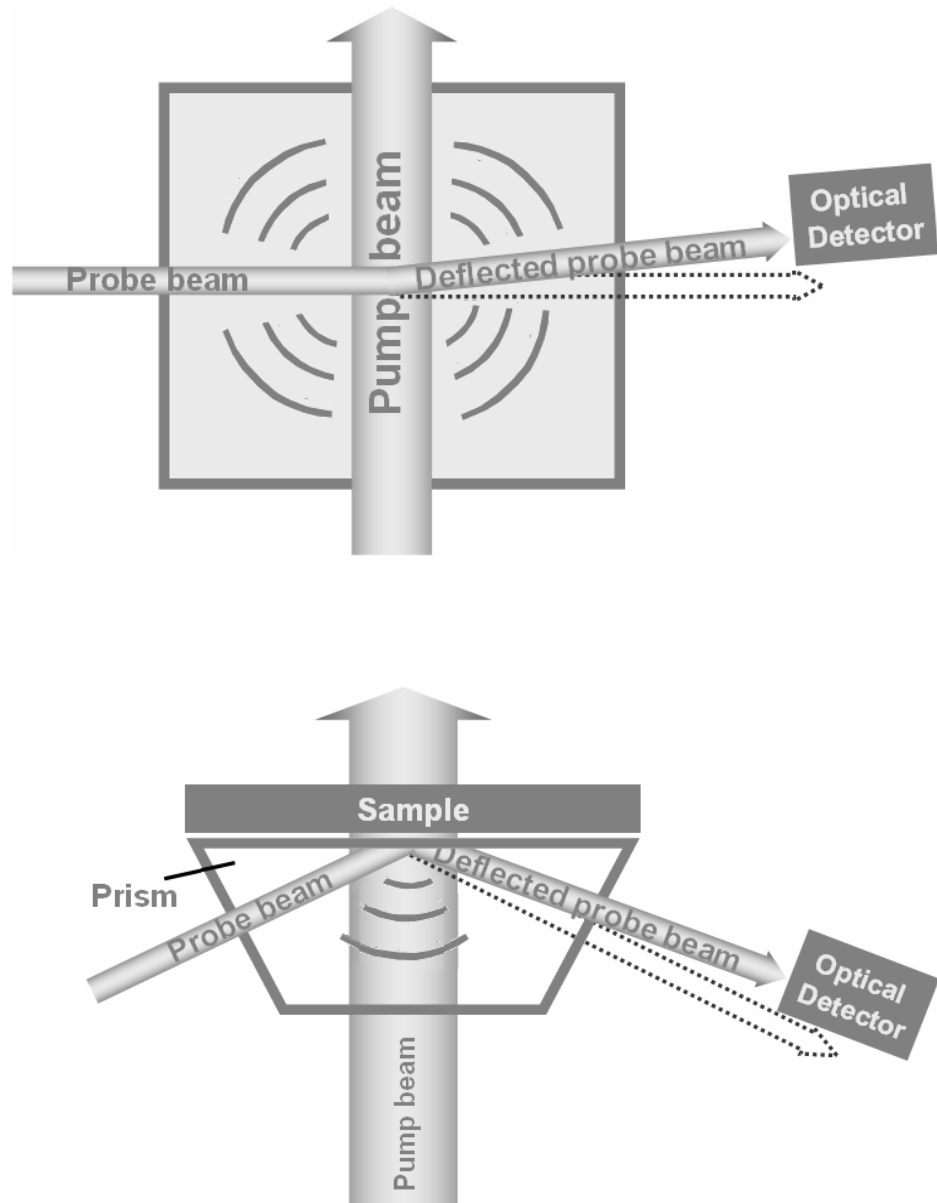 Pump beam
Probe beam
Deflected probe beam
Optical
Detector
Sample
Prism
Probe beam
Deflected probe beam
Optical
Detector
Pump beam